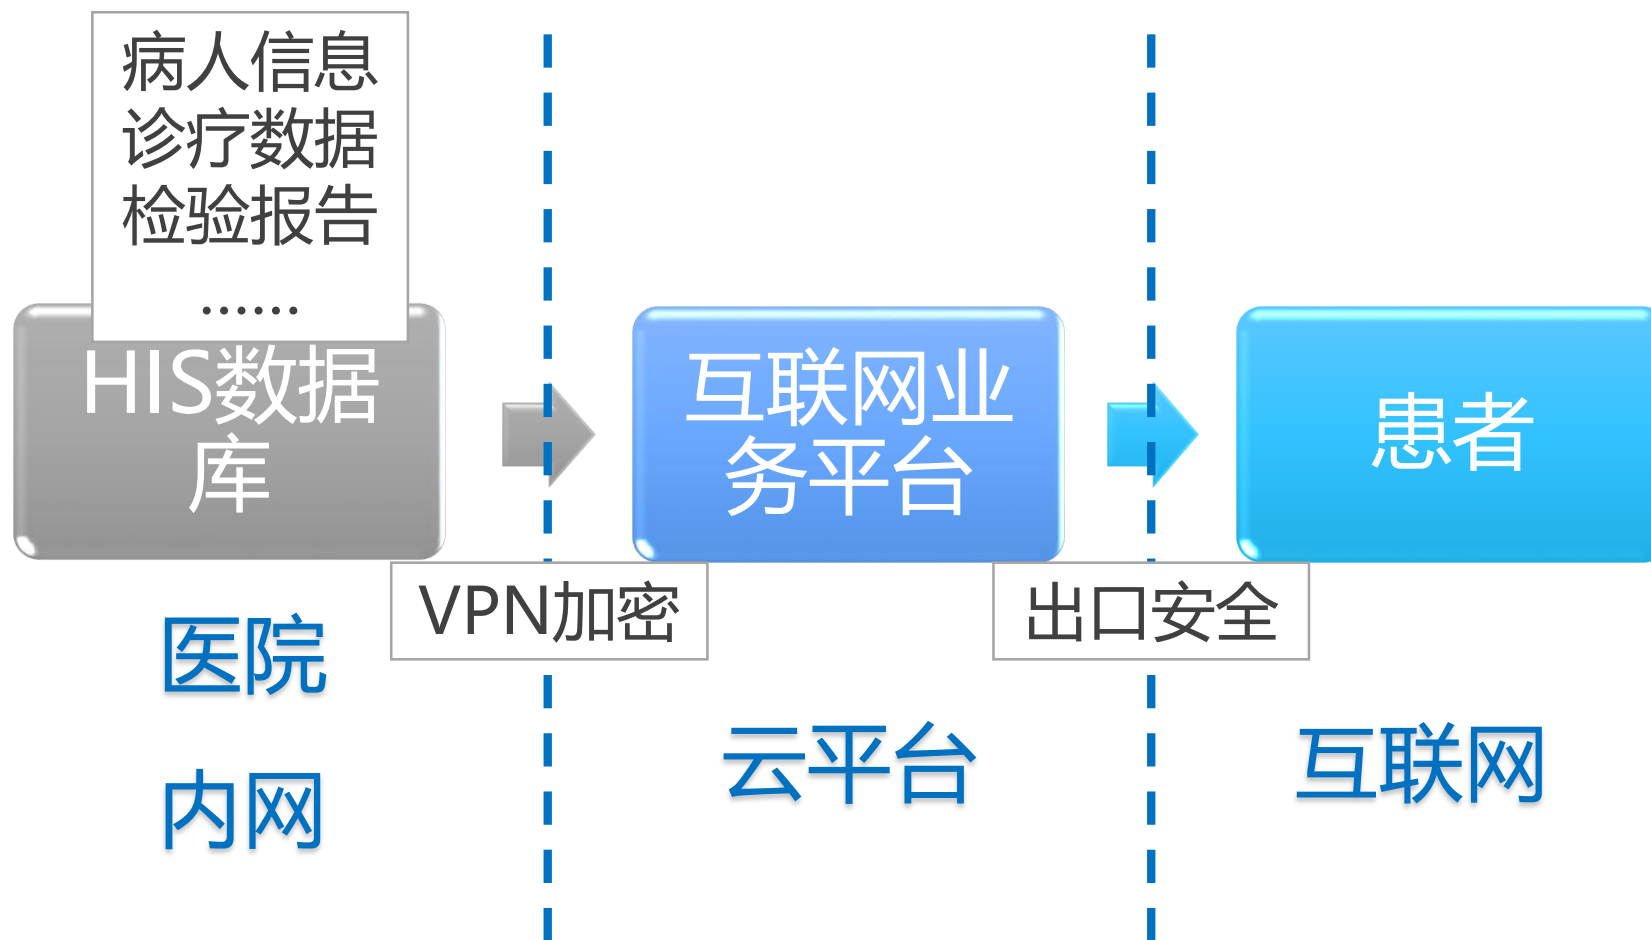 病人信息
诊疗数据
检验报告
......
HIS数据
库
互联网业
务平台
患者
VPN加密
出口安全
医院
内网
云平台
互联网